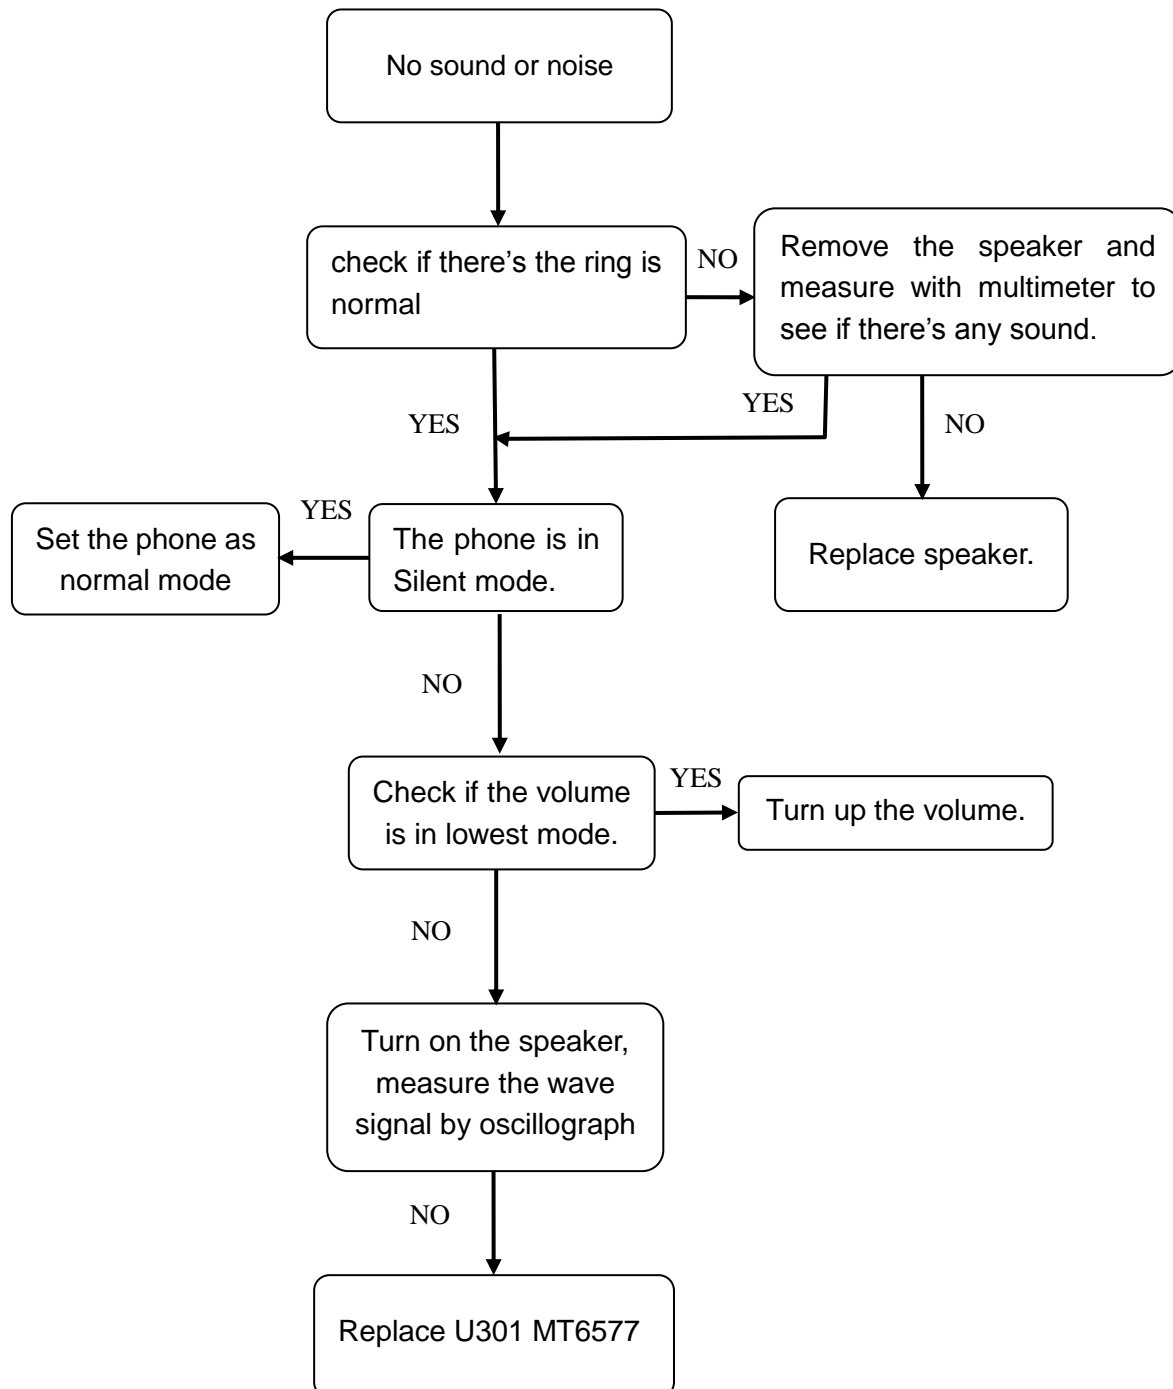 No sound or noise
check if there's the ring is
normal
NO
Remove the speaker and
measure with multimeter to
see if there's any sound.
YES
YES
NO
Set the phone as
normal mode
YES
The phone is in
Silent mode.
Replace speaker.
NO
Check if the volume
is in lowest mode.
YES
Turn up the volume.
NO
Turn on the speaker,
measure the wave
signal by oscillograph
NO
Replace U301 MT6577